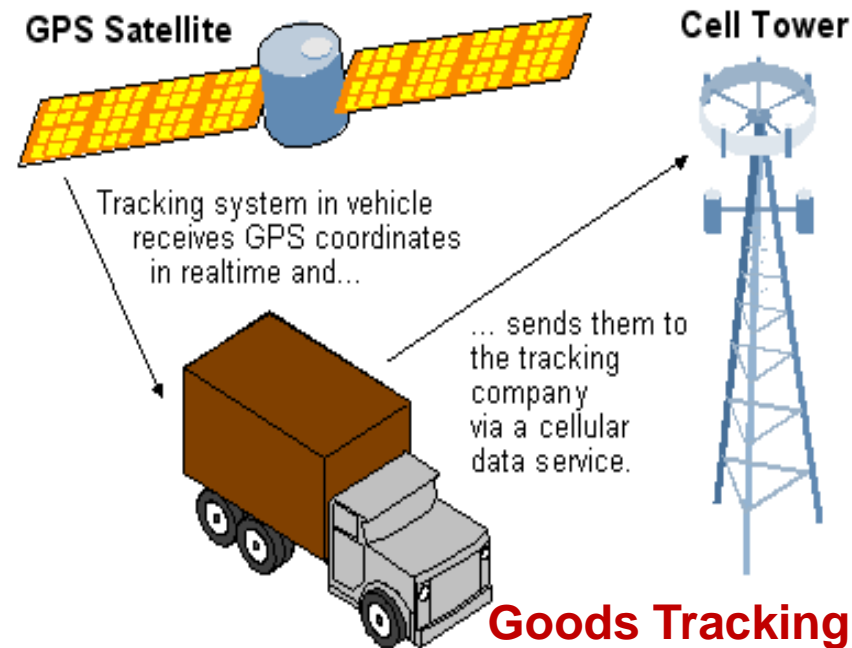 GPS Satellite
Cell Tower
Tracking system in vehicle
receives GPS coordinates
in realtime and...
... sends them to
the tracking
company
via a cellular
data service.
Goods Tracking